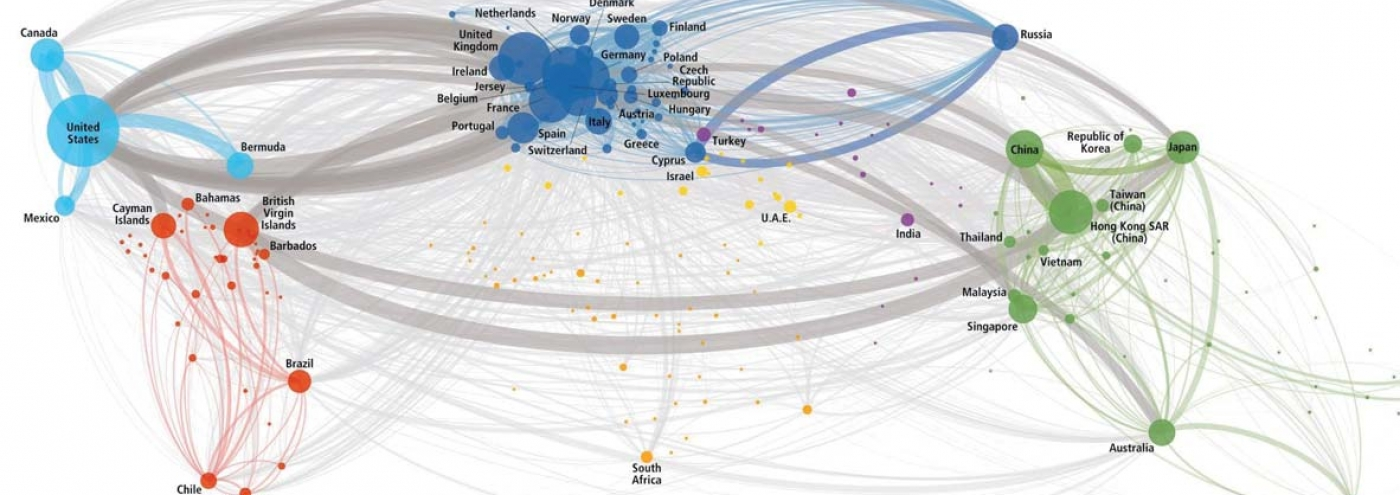 Denmark
Netherlands
Norway
Sweden
Finland
Canada
United
Kingdom
Russia
Germany
Poland
Ireland
Czech
Republic
Jersey
Luxembourg
Belgium
France
Hungary
Austria
Italy
Portugal
Spain
Greece
Turkey
Switzerland
Cyprus
Israel
United
States
Bermuda
Republic of
Korea
Japan
China
Mexico
Cayman
Islands
Bahamas
British
Virgin
Islands
Barbados
U.A.E.
India
Taiwan
(China)
Hong Kong SAR
(China)
Thailand
Vietnam
Malaysia
Singapore
Brazil
Australia
South
Africa
Chile